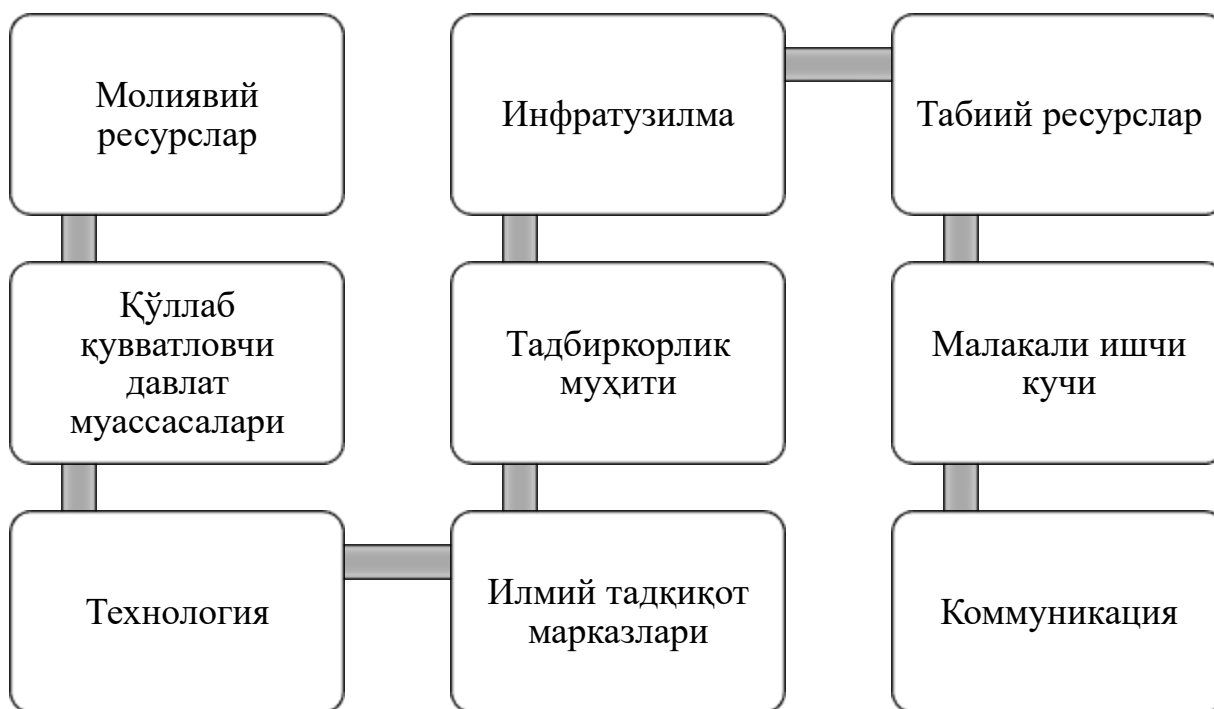 Молиявий
ресурслар
Қўллаб
қувватловчи
давлат
муассасалари
Технология
Илмий тадқиқот
марказлари
Тадбиркорлик
муҳити
Инфратузилма
Табиий ресурслар
Малакали ишчи
кучи
Коммуникация